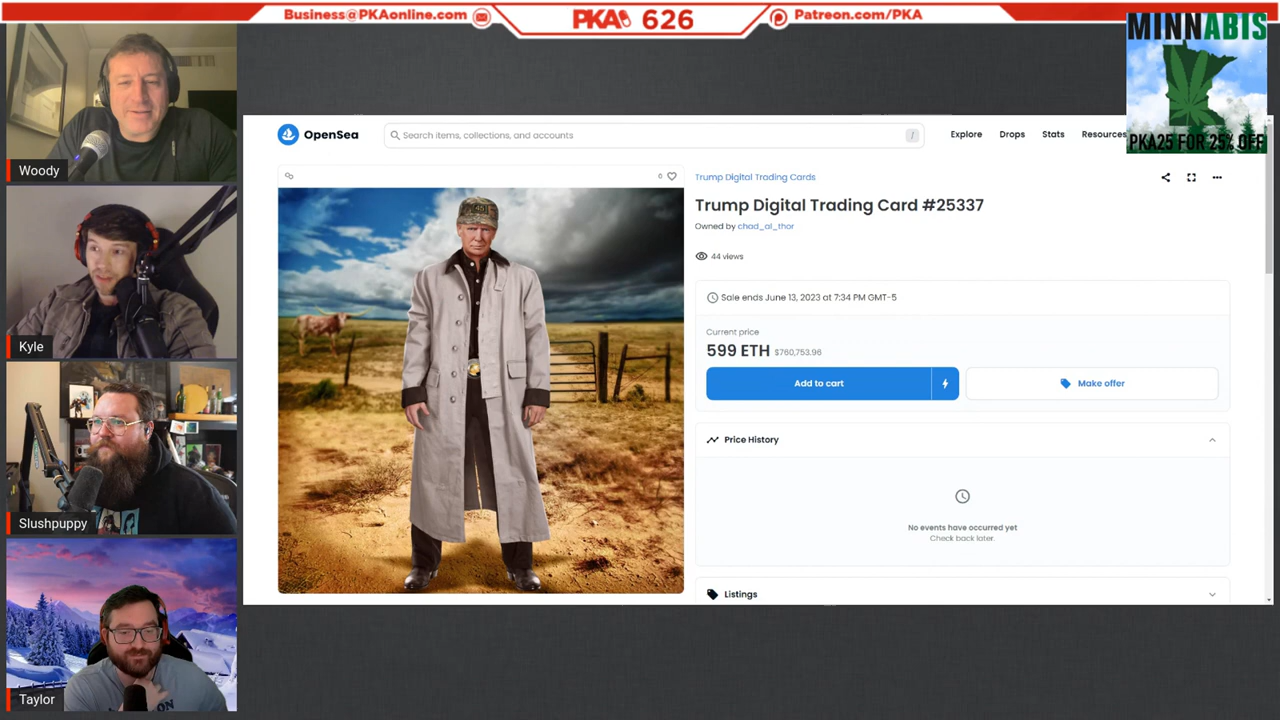 Business@PKAonline.com
PKA 626
Patreon.com/PKA
MINNABIS
PKA25 FOR 25% OFF
Woody
Kyle
Slushpuppy
Taylor
OpenSea
Search items, collections, and accounts
/
Explore
Drops
Stats
Resources
0
45
Trump Digital Trading Cards
Trump Digital Trading Card #25337
Owned by chad_al_thor
44 views
Sale ends June 13, 2023 at 7:34 PM GMT-5
Current price
599 ETH $760,753.96
Add to cart
Make offer
Price History
No events have occurred yet
Check back later.
Listings